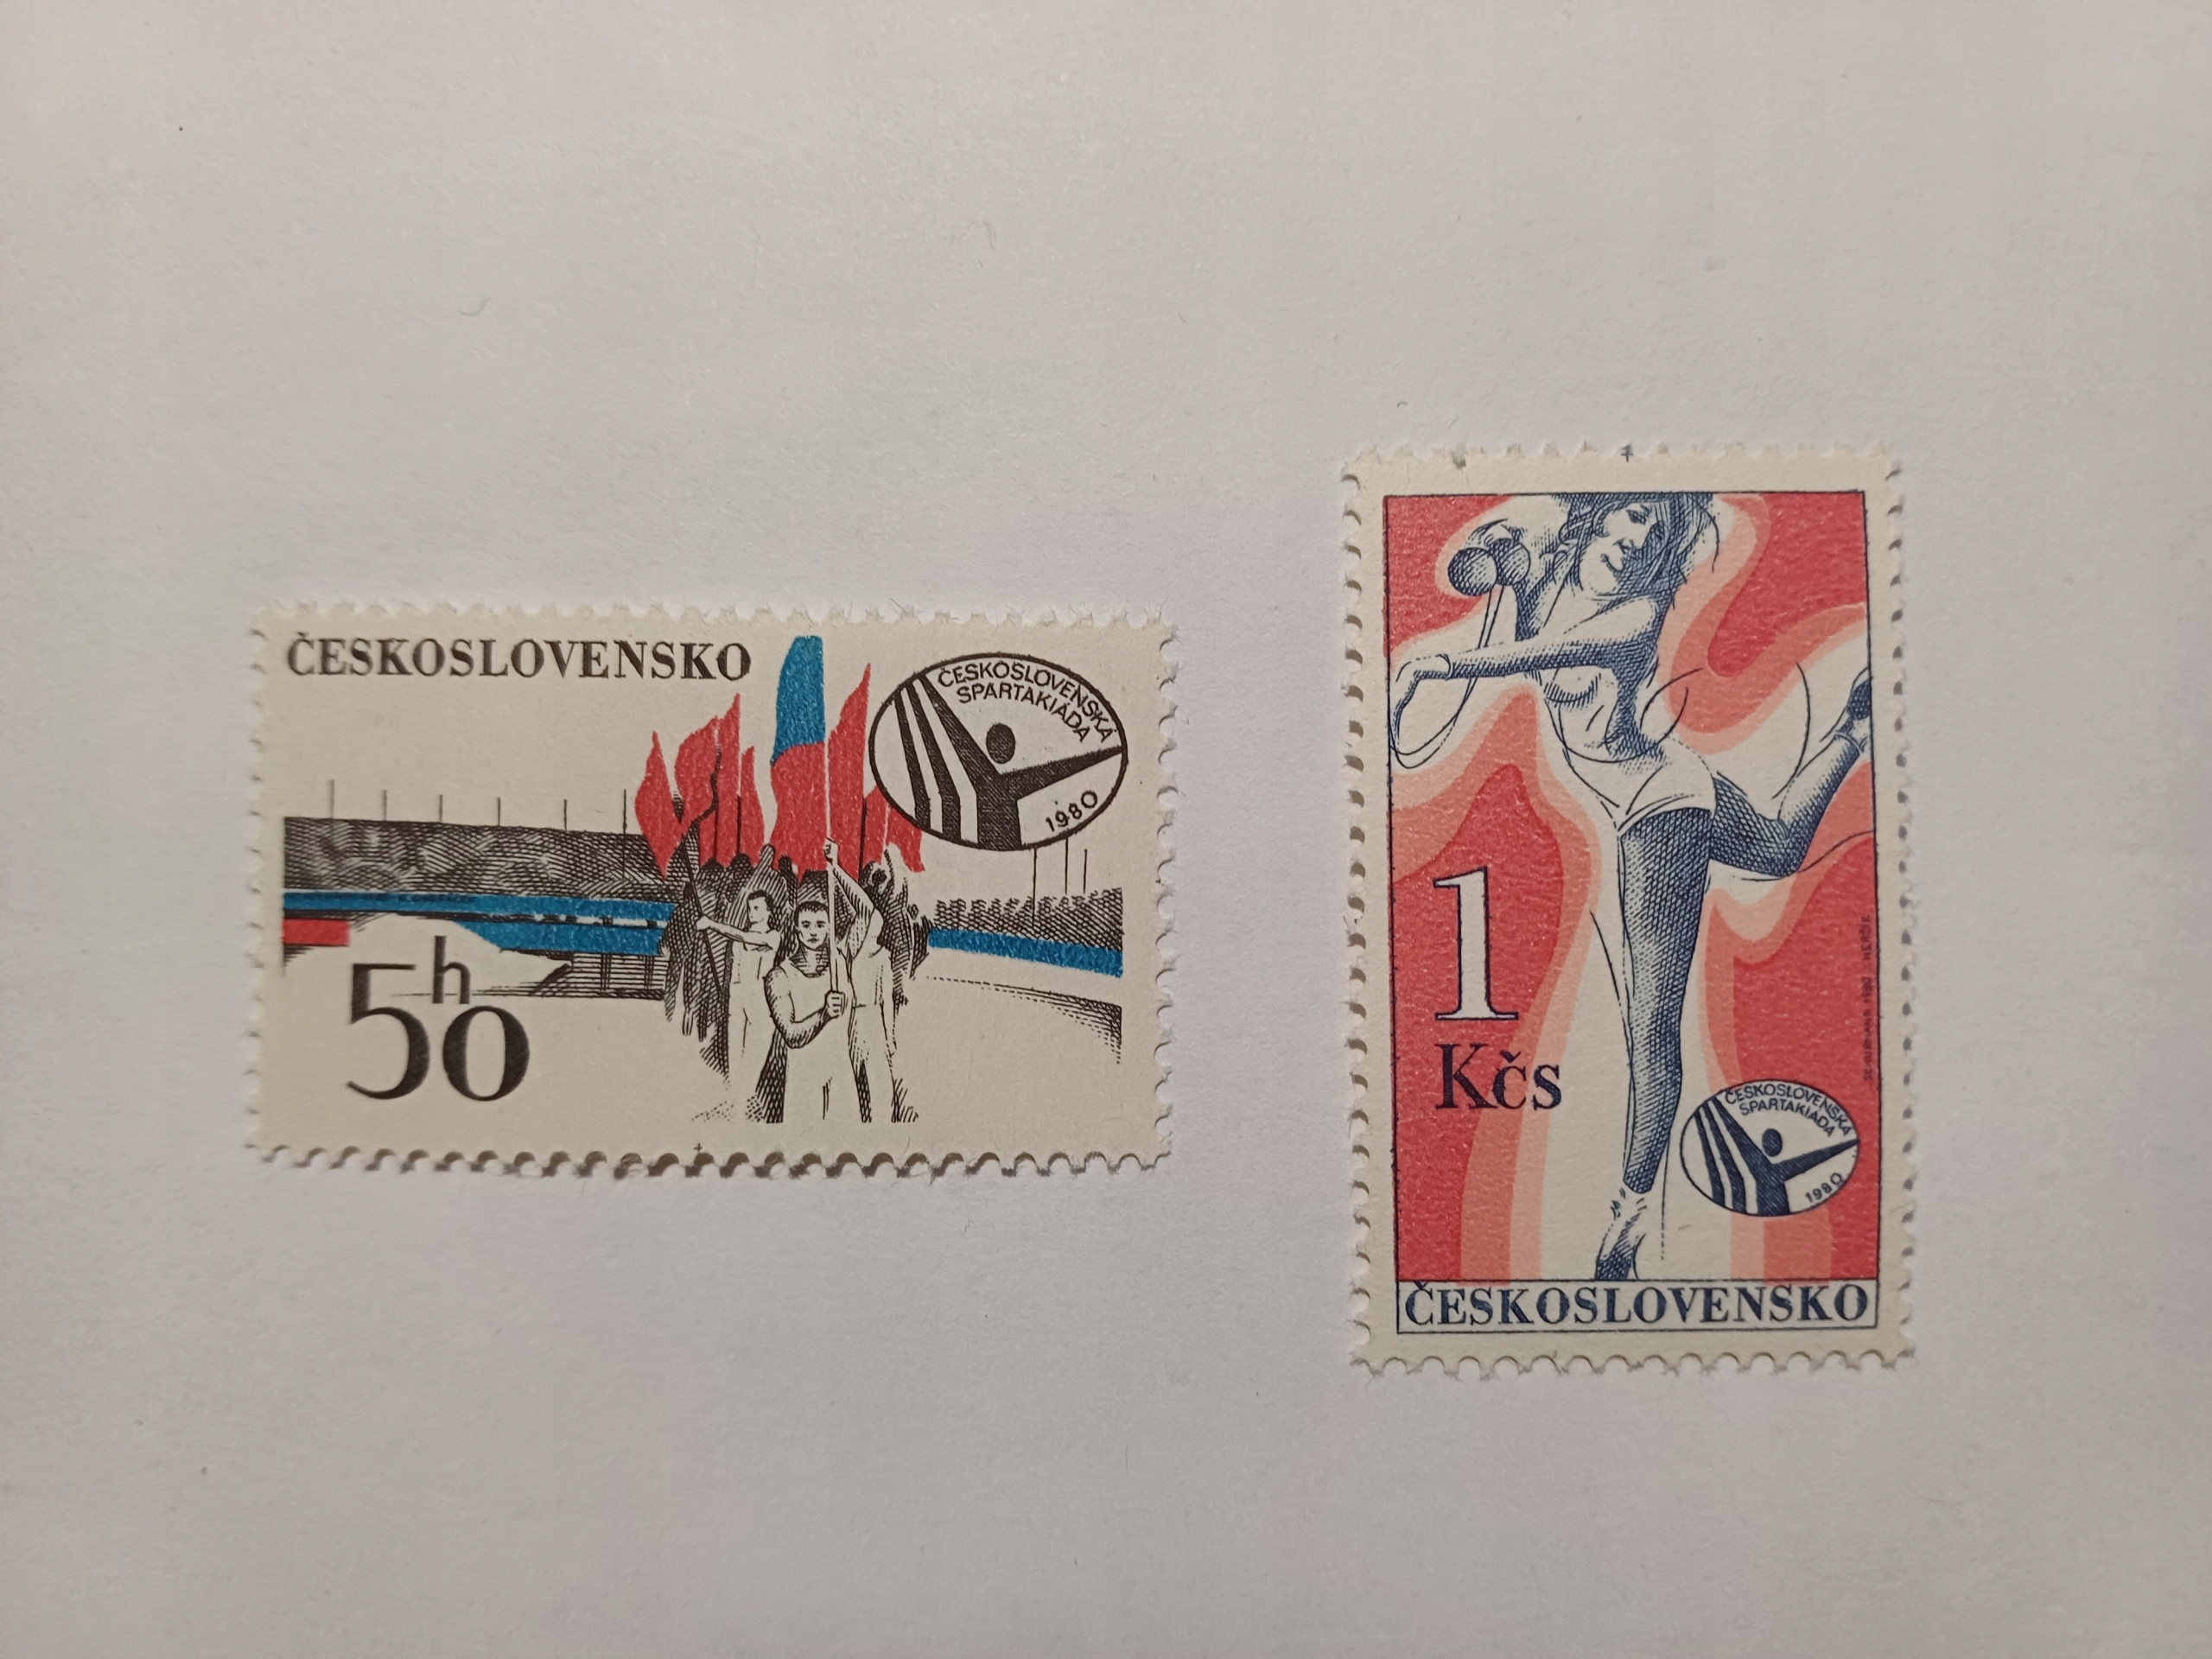 ČESKOSLOVENSKO
ČESKOSLOVENSKÁ
SPARTAKIÁDA
1980
50 h
1
Kčs
ČESKOSLOVENSKÁ
SPARTAKIÁDA
1980
ČESKOSLOVENSKO